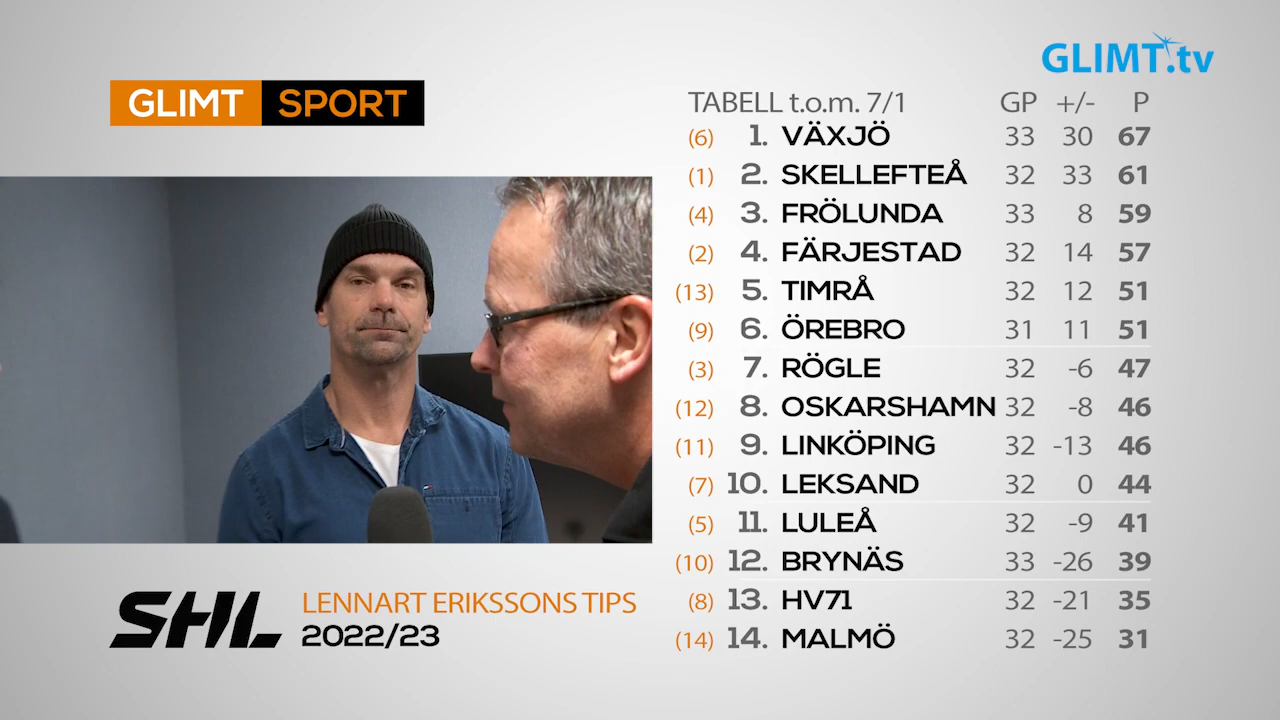 GLIMT.tv
GLIMT SPORT
TABELL t.o.m. 7/1 GP +/- P
(6) 1. VÄXJÖ 33 30 67
(1) 2. SKELLEFTEÅ 32 33 61
(4) 3. FRÖLUNDA 33 8 59
(2) 4. FÄRJESTAD 32 14 57
(13) 5. TIMRÅ 32 12 51
(9) 6. ÖREBRO 31 11 51
(3) 7. RÖGLE 32 -6 47
(12) 8. OSKARSHAMN 32 -8 46
(11) 9. LINKÖPING 32 -13 46
(7) 10. LEKSAND 32 0 44
(5) 11. LULEÅ 32 -9 41
(10) 12. BRYNÄS 33 -26 39
(8) 13. HV71 32 -21 35
(14) 14. MALMÖ 32 -25 31
SHL
LENNART ERIKSSONS TIPS
2022/23